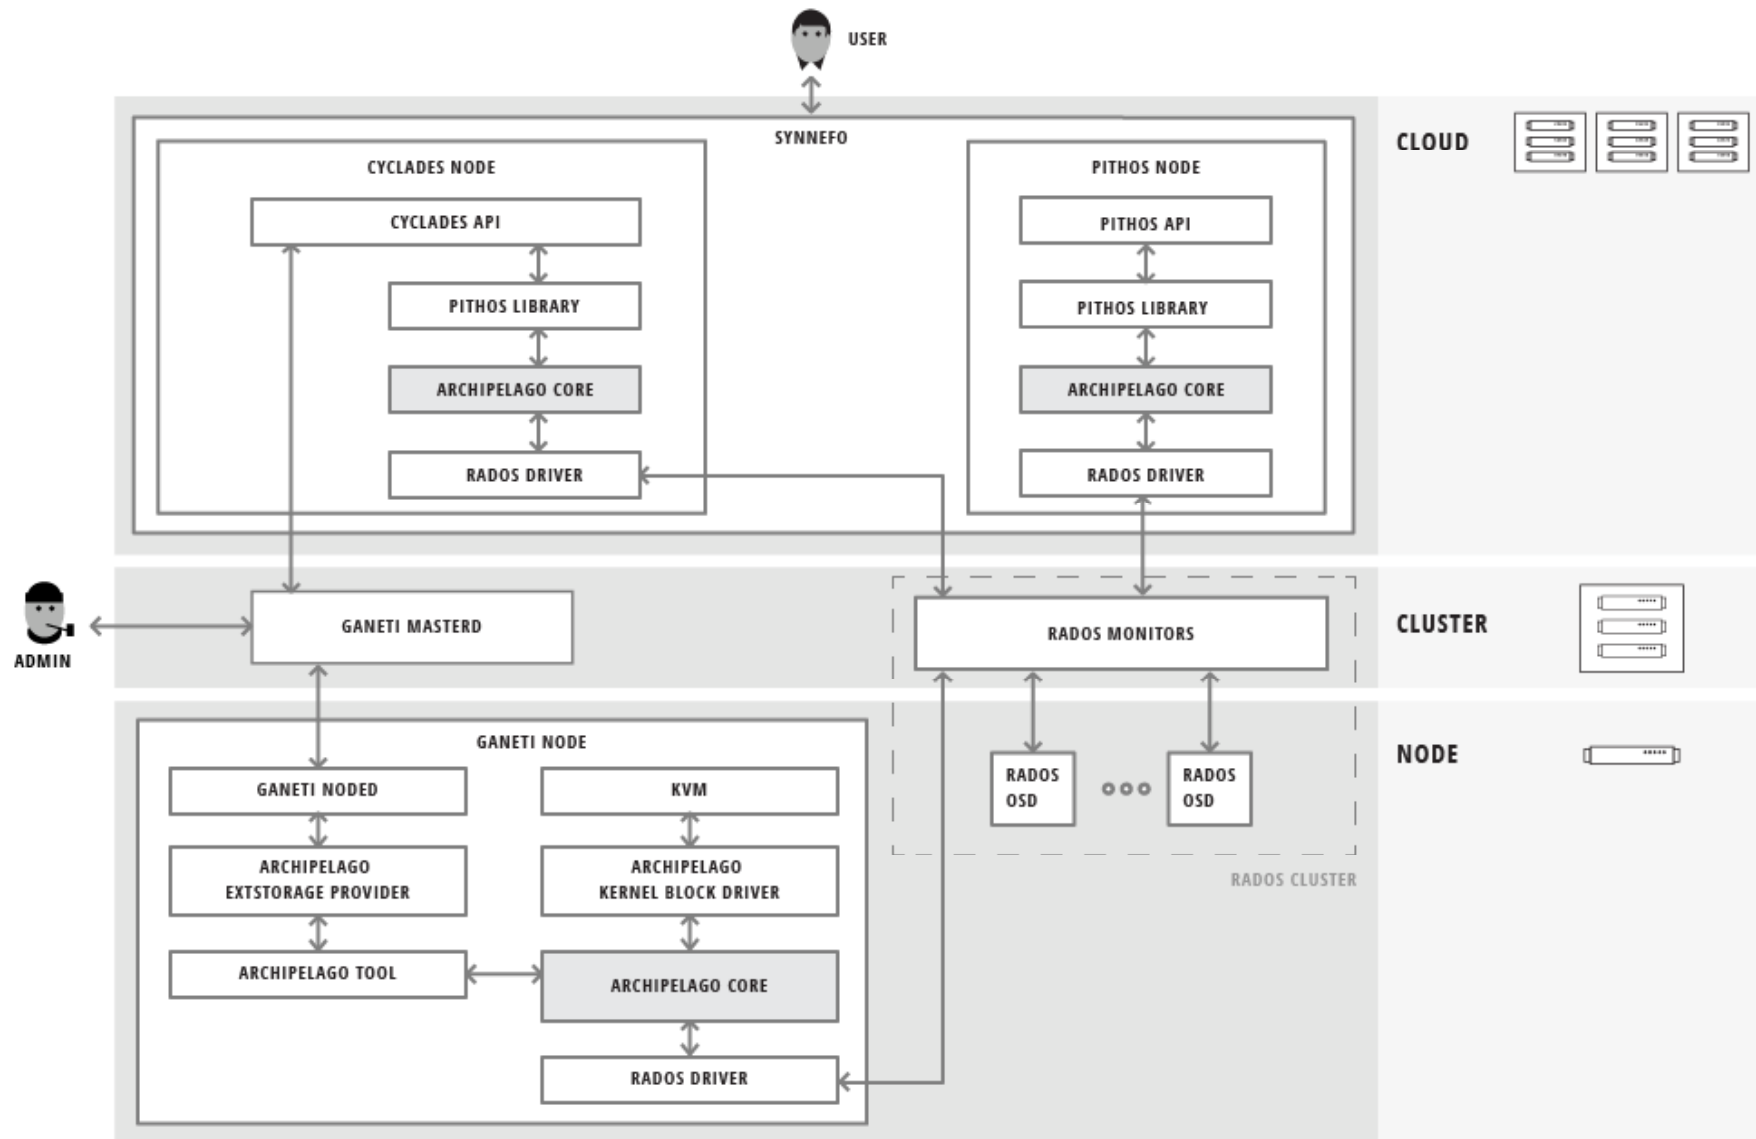 USER
SYNNEFO
CLOUD
CYCLADES NODE
PITHOS NODE
CYCLADES API
PITHOS API
PITHOS LIBRARY
PITHOS LIBRARY
ARCHIPELAGO CORE
ARCHIPELAGO CORE
RADOS DRIVER
RADOS DRIVER
ADMIN
GANETI MASTERD
RADOS MONITORS
CLUSTER
GANETI NODE
NODE
GANETI NODED
KVM
RADOS
OSD
RADOS
OSD
ARCHIPELAGO
EXTSTORAGE PROVIDER
ARCHIPELAGO
KERNEL BLOCK DRIVER
RADOS CLUSTER
ARCHIPELAGO TOOL
ARCHIPELAGO CORE
RADOS DRIVER